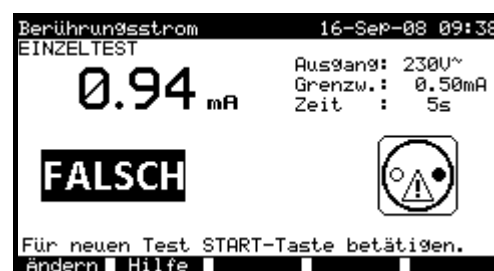 Berührungsstrom 16-Sep-08 09:38
EINZELTEST
0.94 mA
Ausgang: 230V~
Grenzw.: 0.50mA
Zeit : 5s
FALSCH
Für neuen Test START-Taste betätigen.
ändern Hilfe